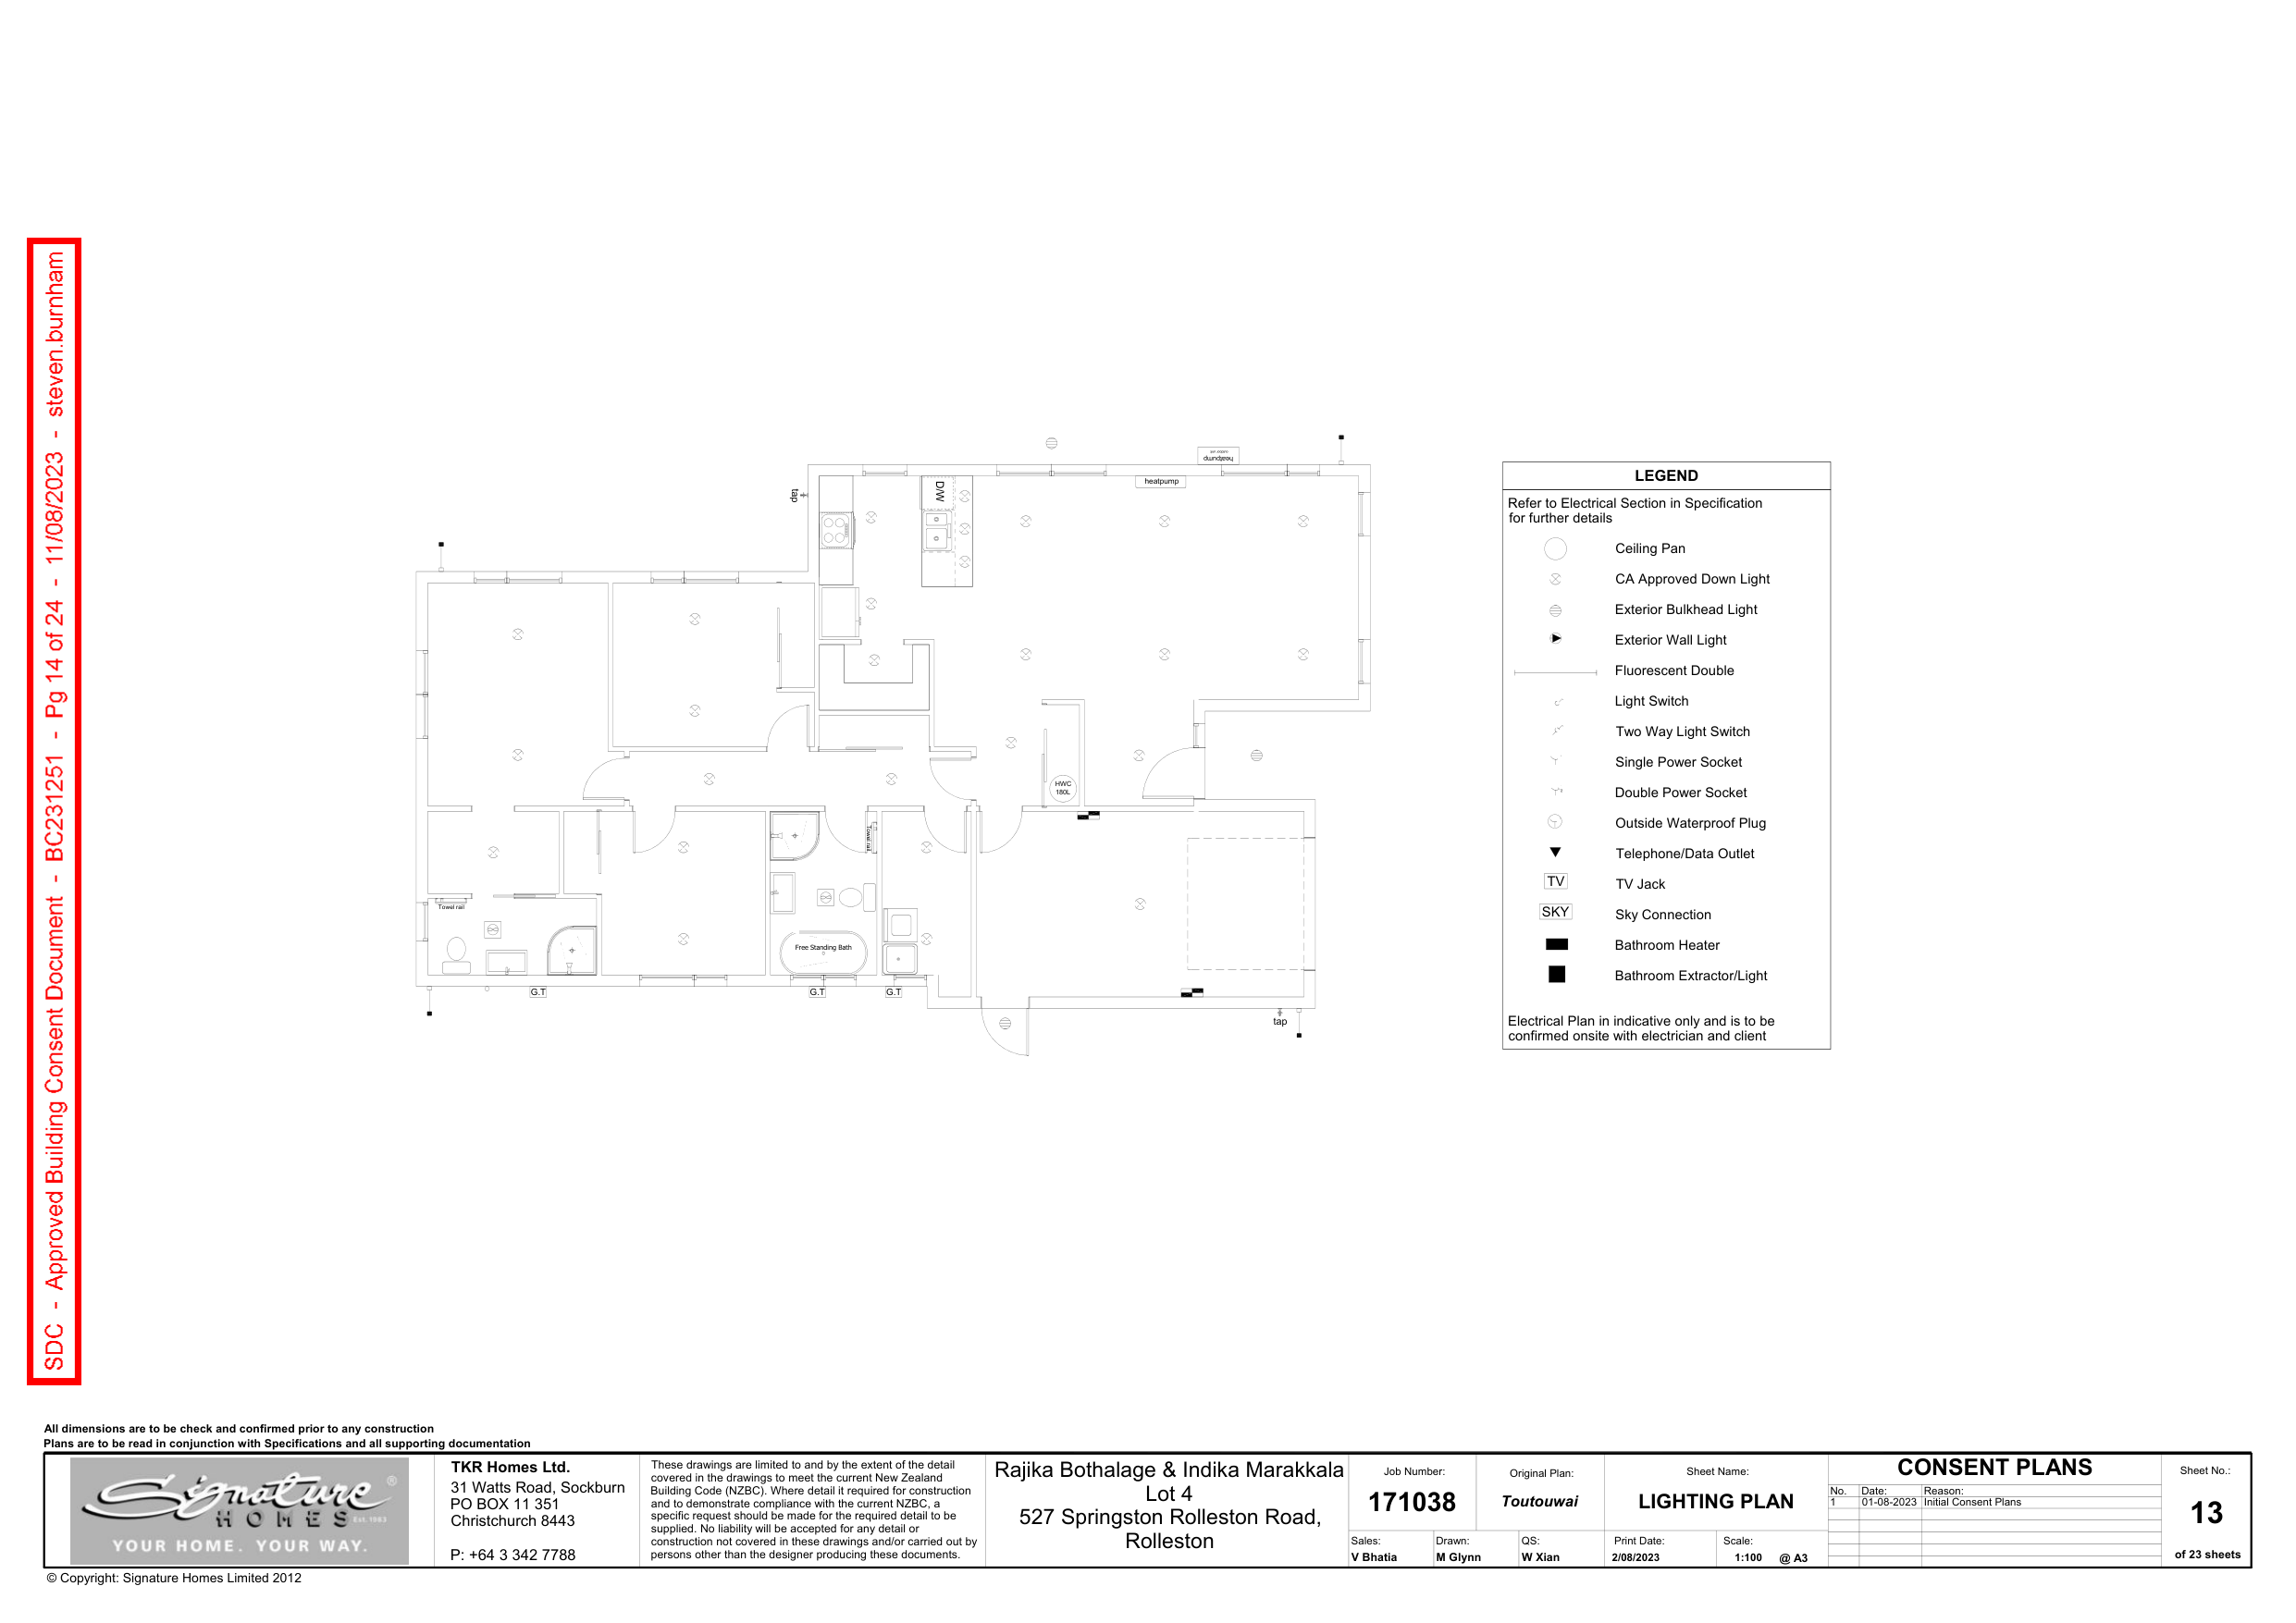 SDC - Approved Building Consent Document - BC231251 - Pg 14 of 24 - 11/08/2023 - steven.burnham
heatpump
heatpump
tap
D/W
HWC
180L
Towel rail
Towel rail
Free Standing Bath
G.T
G.T
G.T
tap
LEGEND
Refer to Electrical Section in Specification
for further details
Ceiling Pan
CA Approved Down Light
Exterior Bulkhead Light
Exterior Wall Light
Fluorescent Double
Light Switch
Two Way Light Switch
Single Power Socket
Double Power Socket
Outside Waterproof Plug
Telephone/Data Outlet
TV
TV Jack
SKY
Sky Connection
Bathroom Heater
Bathroom Extractor/Light
Electrical Plan in indicative only and is to be
confirmed onsite with electrician and client
All dimensions are to be check and confirmed prior to any construction
Plans are to be read in conjunction with Specifications and all supporting documentation
Signature ®
HOMES Est. 1983
YOUR HOME. YOUR WAY.
TKR Homes Ltd.
31 Watts Road, Sockburn
PO BOX 11 351
Christchurch 8443
P: +64 3 342 7788
These drawings are limited to and by the extent of the detail
covered in the drawings to meet the current New Zealand
Building Code (NZBC). Where detail it required for construction
and to demonstrate compliance with the current NZBC, a
specific request should be made for the required detail to be
supplied. No liability will be accepted for any detail or
construction not covered in these drawings and/or carried out by
persons other than the designer producing these documents.
Rajika Bothalage & Indika Marakkala
Lot 4
527 Springston Rolleston Road,
Rolleston
Job Number:
171038
Original Plan:
Toutouwai
Sheet Name:
LIGHTING PLAN
Sales:
V Bhatia
Drawn:
M Glynn
QS:
W Xian
Print Date:
2/08/2023
Scale:
1:100 @ A3
CONSENT PLANS
No. Date: Reason:
1 01-08-2023 Initial Consent Plans
Sheet No.:
13
of 23 sheets
© Copyright: Signature Homes Limited 2012